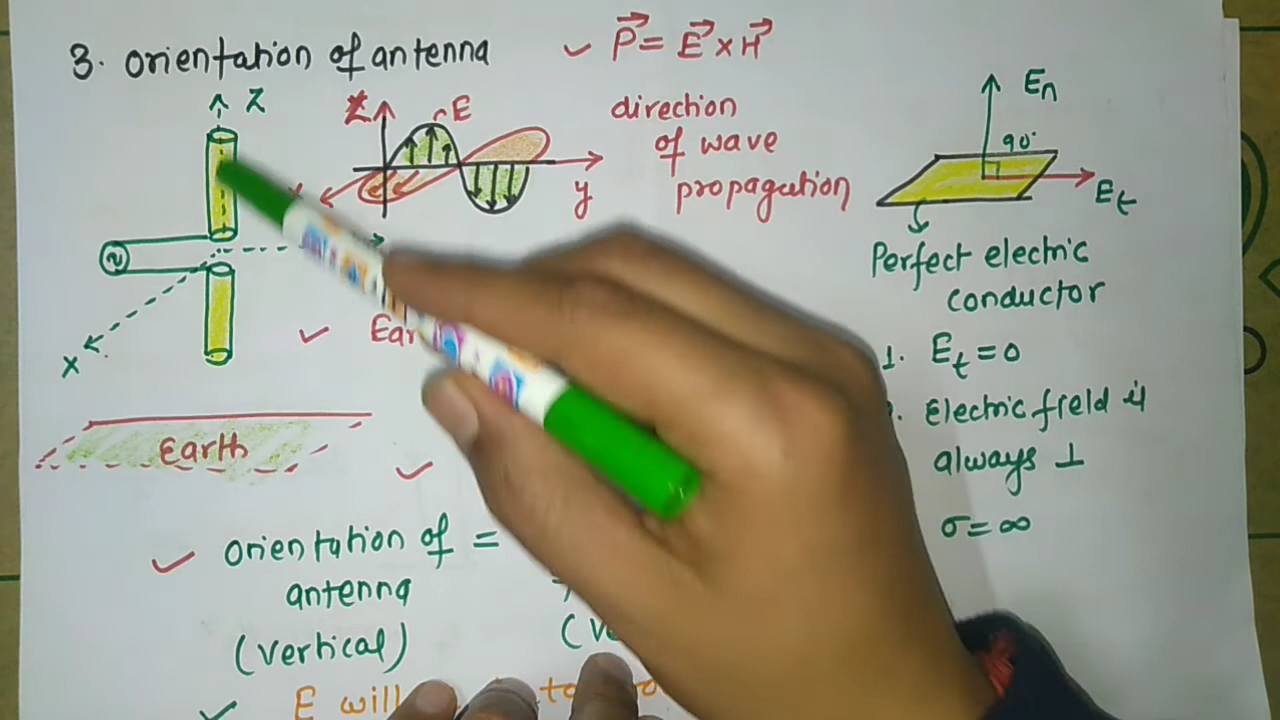 3. Orientation of antenna
P = E x H
Z
x
Z
E
y
direction
of wave
propagation
En
90°
Et
Perfect electric
conductor
1. Et = 0
Electric field is
always ⊥
σ = ∞
Earth
Orientation of =
antenna
(vertical)
E will